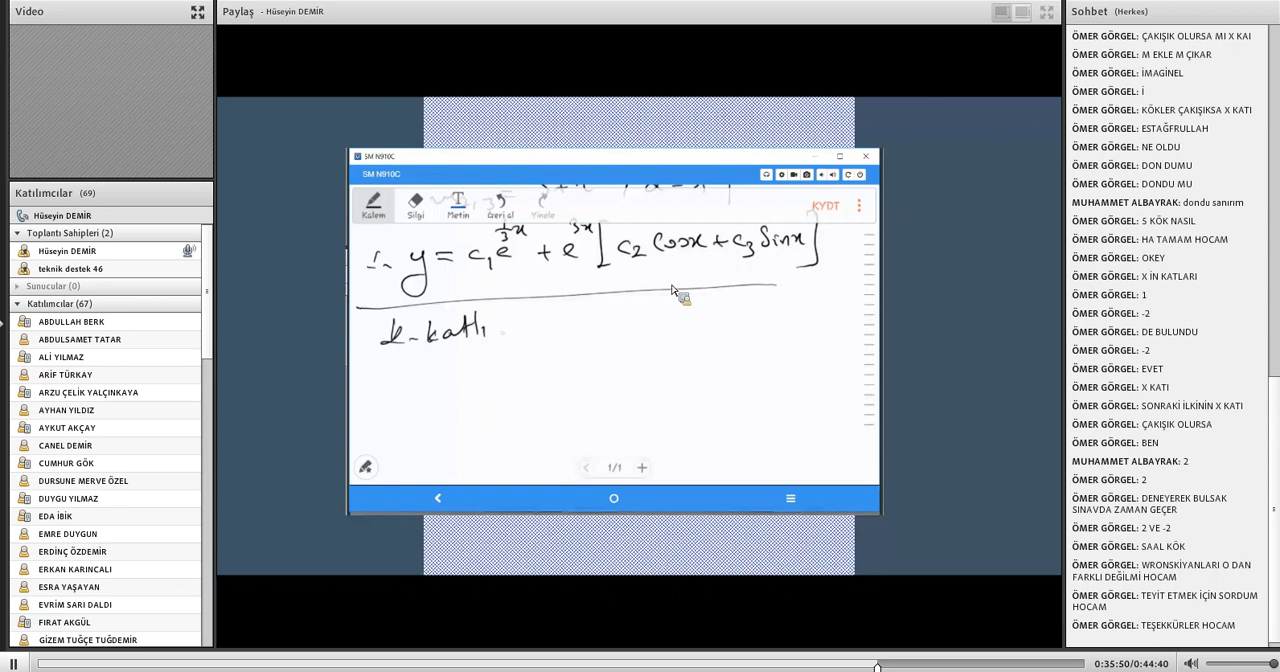 Video
Katılımcılar (69)
Hüseyin DEMİR
Toplantı Sahipleri (2)
Hüseyin DEMİR
teknik destek 46
Sunucular (0)
Katılımcılar (67)
ABDULLAH BERK
ABDULSAMET TATAR
ALİ YILMAZ
ARİF TÜRKAY
ARZU ÇELİK YALÇINKAYA
AYHAN YILDIZ
AYKUT AKÇAY
CANEL DEMİR
CUMHUR GÖK
DURSUNE MERVE ÖZEL
DUYGU YILMAZ
EDA İBİK
EMRE DUYGUN
ERDİNÇ ÖZDEMİR
ERKAN KARINCALI
ESRA YAŞAYAN
EVRİM SARI DALDI
FIRAT AKGÜL
GİZEM TUĞÇE TUĞDEMİR
Paylaş - Hüseyin DEMİR
SM N910C
SM N910C
Kalem Silgi Metin Geri al Yinele KYDT
∴ y = c₁e^{1/3 x} + e^{3x} [ c₂ Cosx + c₃ Sinx ]
k-katlı
1/1
Sohbet (Herkes)
ÖMER GÖRGEL: ÇAKIŞIK OLURSA MI X KAI
ÖMER GÖRGEL: M EKLE M ÇIKAR
ÖMER GÖRGEL: İMAGİNEL
ÖMER GÖRGEL: İ
ÖMER GÖRGEL: KÖKLER ÇAKIŞIKSA X KATI
ÖMER GÖRGEL: ESTAĞFRULLAH
ÖMER GÖRGEL: NE OLDU
ÖMER GÖRGEL: DON DUMU
ÖMER GÖRGEL: DONDU MU
MUHAMMET ALBAYRAK: dondu sanırım
ÖMER GÖRGEL: 5 KÖK NASIL
ÖMER GÖRGEL: HA TAMAM HOCAM
ÖMER GÖRGEL: OKEY
ÖMER GÖRGEL: X İN KATLARI
ÖMER GÖRGEL: 1
ÖMER GÖRGEL: -2
ÖMER GÖRGEL: DE BULUNDU
ÖMER GÖRGEL: -2
ÖMER GÖRGEL: EVET
ÖMER GÖRGEL: X KATI
ÖMER GÖRGEL: SONRAKİ İLKİNİN X KATI
ÖMER GÖRGEL: ÇAKIŞIK OLURSA
ÖMER GÖRGEL: BEN
MUHAMMET ALBAYRAK: 2
ÖMER GÖRGEL: 2
ÖMER GÖRGEL: DENEYEREK BULSAK
SINAVDA ZAMAN GEÇER
ÖMER GÖRGEL: 2 VE -2
ÖMER GÖRGEL: SAAL KÖK
ÖMER GÖRGEL: WRONSKİYANLARI O DAN
FARKLI DEĞİLMİ HOCAM
ÖMER GÖRGEL: TEYİT ETMEK İÇİN SORDUM
HOCAM
ÖMER GÖRGEL: TEŞEKKÜRLER HOCAM
0:35:50/0:44:40